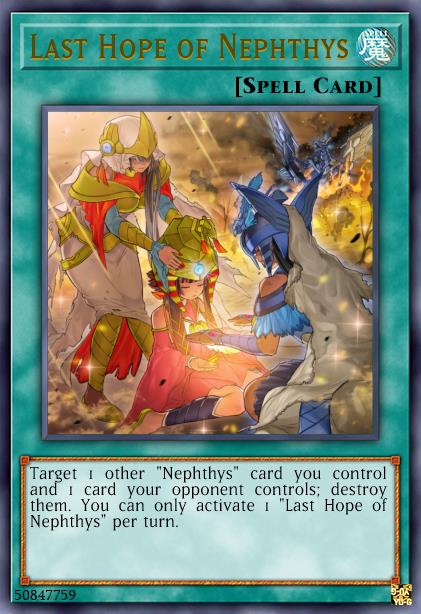 Last Hope of Nephthys
魔
[Spell Card]
Target 1 other "Nephthys" card you control
and 1 card your opponent controls; destroy
them. You can only activate 1 "Last Hope of
Nephthys" per turn.
50847759